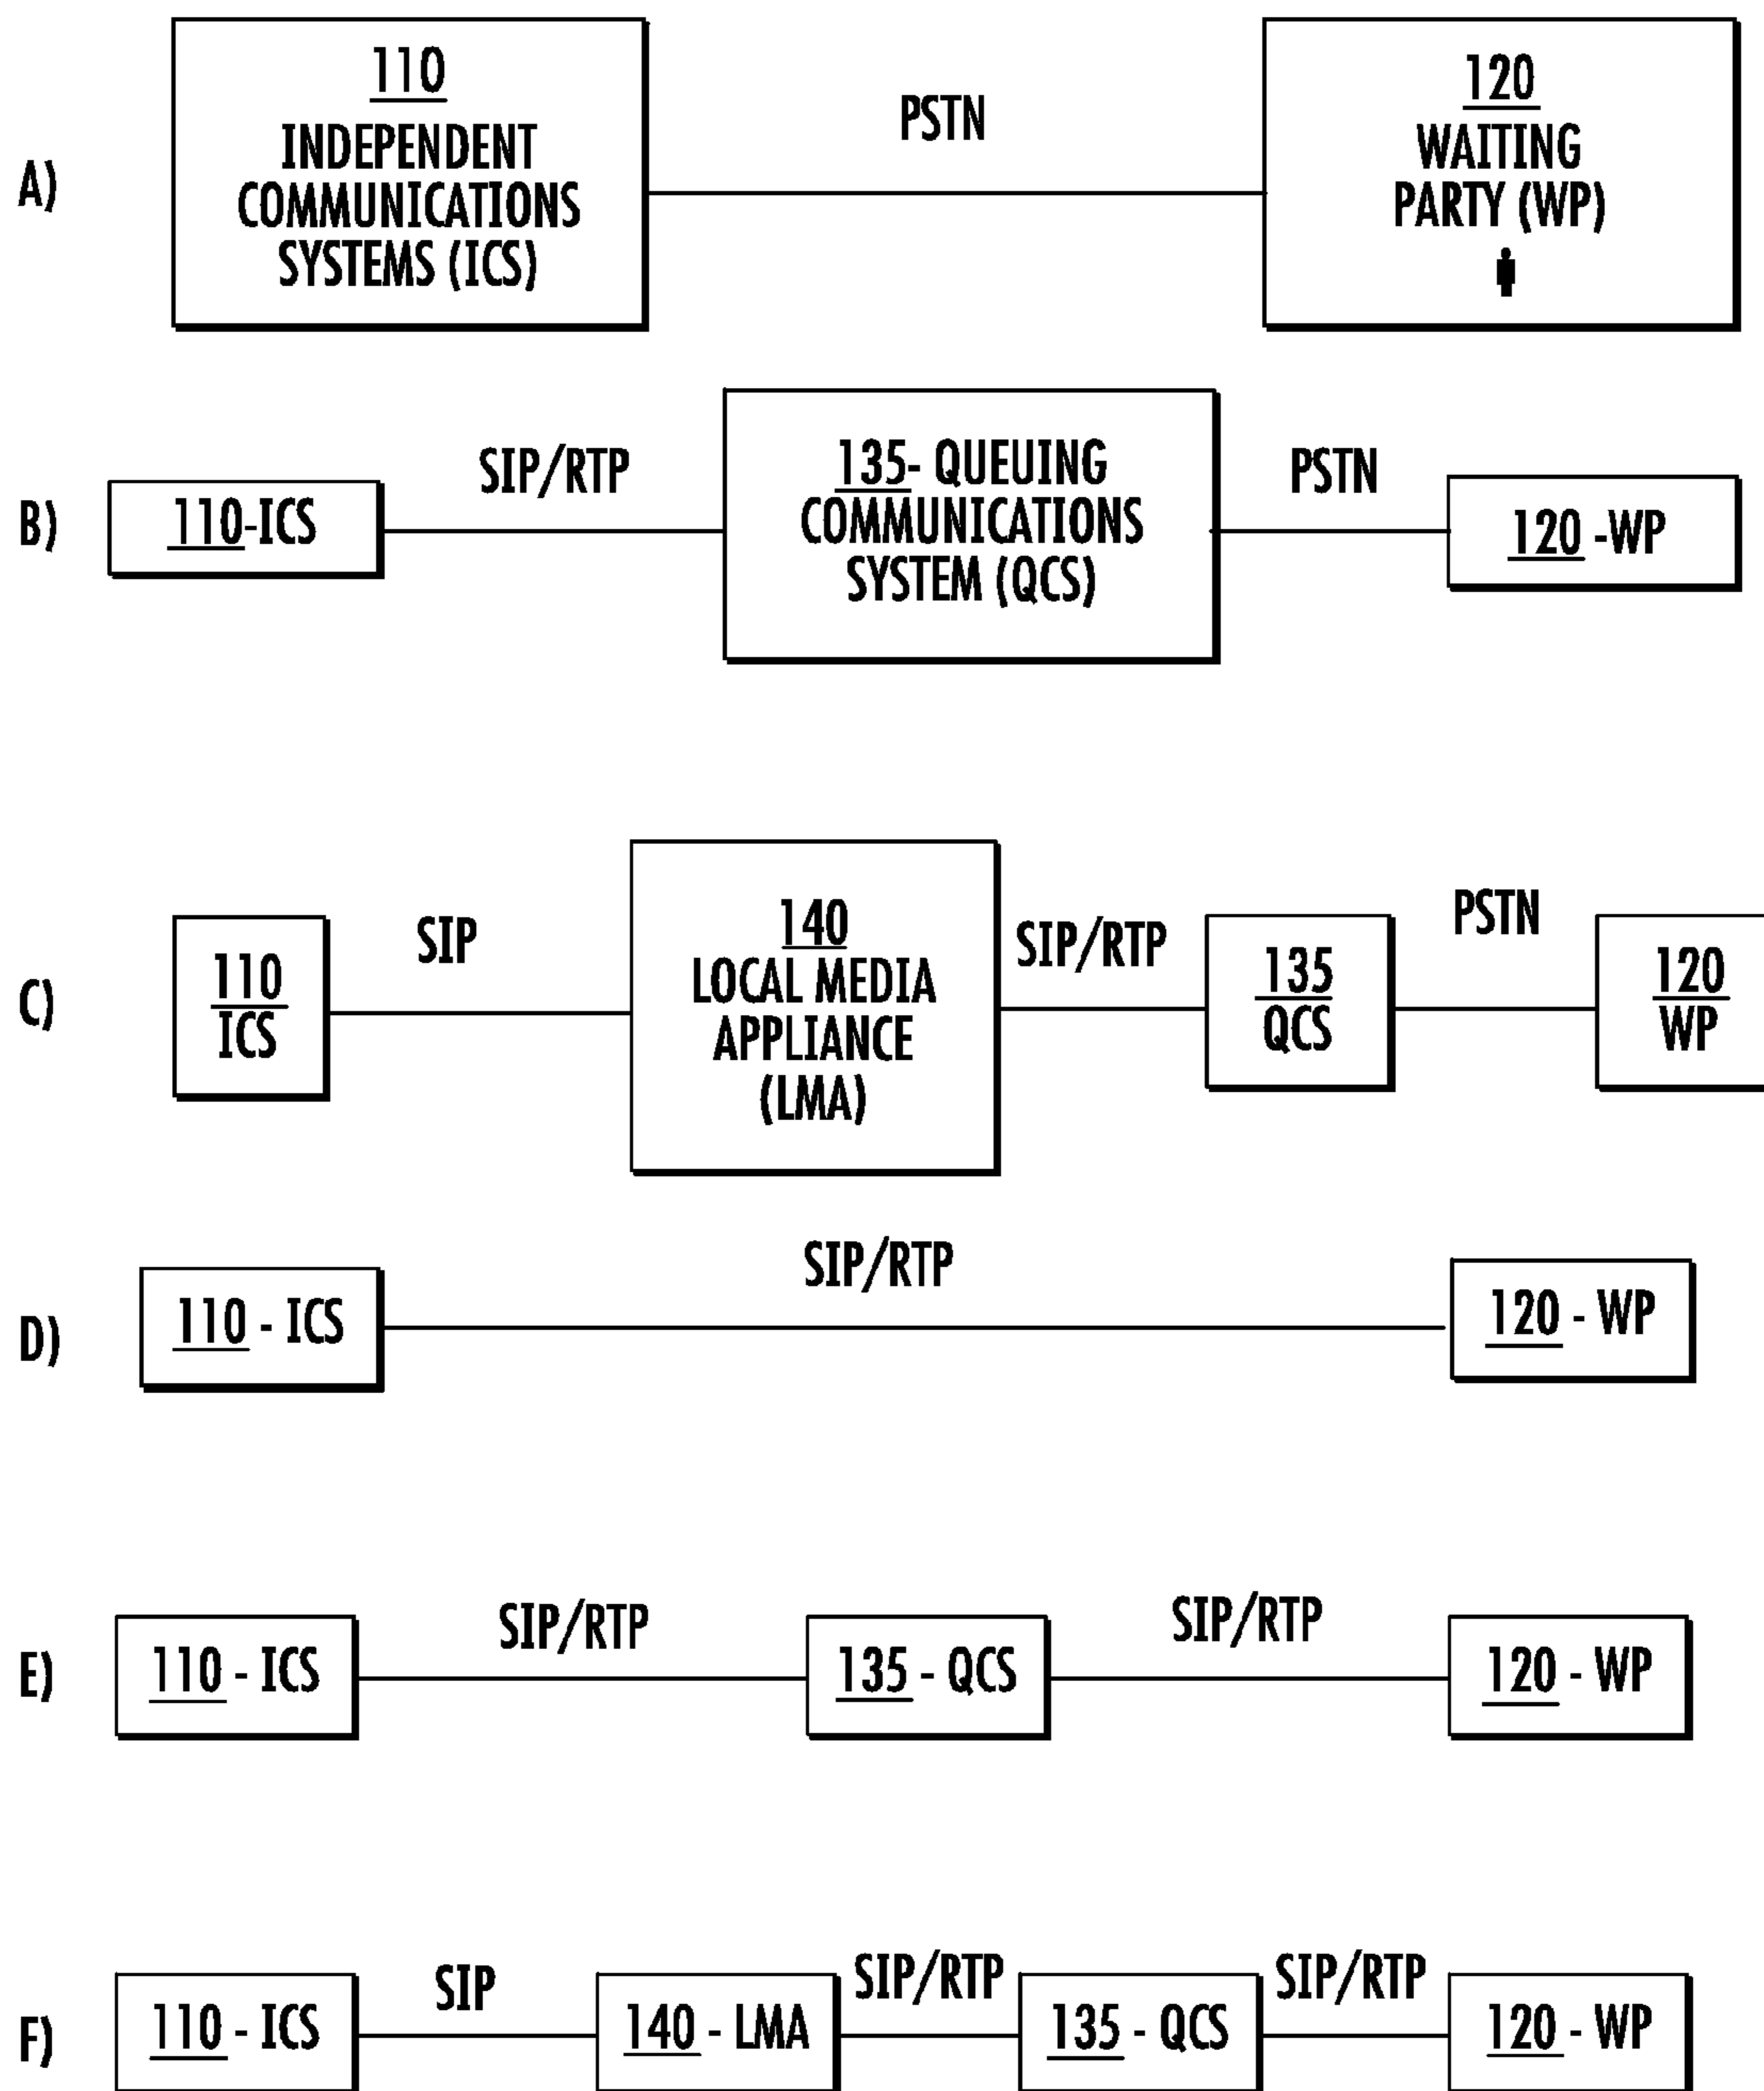 A)
110
INDEPENDENT
COMMUNICATIONS
SYSTEMS (ICS)
PSTN
120
WAITING
PARTY (WP)
B)
110-ICS
SIP/RTP
135- QUEUING
COMMUNICATIONS
SYSTEM (QCS)
PSTN
120 -WP
C)
110
ICS
SIP
140
LOCAL MEDIA
APPLIANCE
(LMA)
SIP/RTP
135
QCS
PSTN
120
WP
D)
110 - ICS
SIP/RTP
120 - WP
E)
110 - ICS
SIP/RTP
135 - QCS
SIP/RTP
120 - WP
F)
110 - ICS
SIP
140 - LMA
SIP/RTP
135 - QCS
SIP/RTP
120 - WP